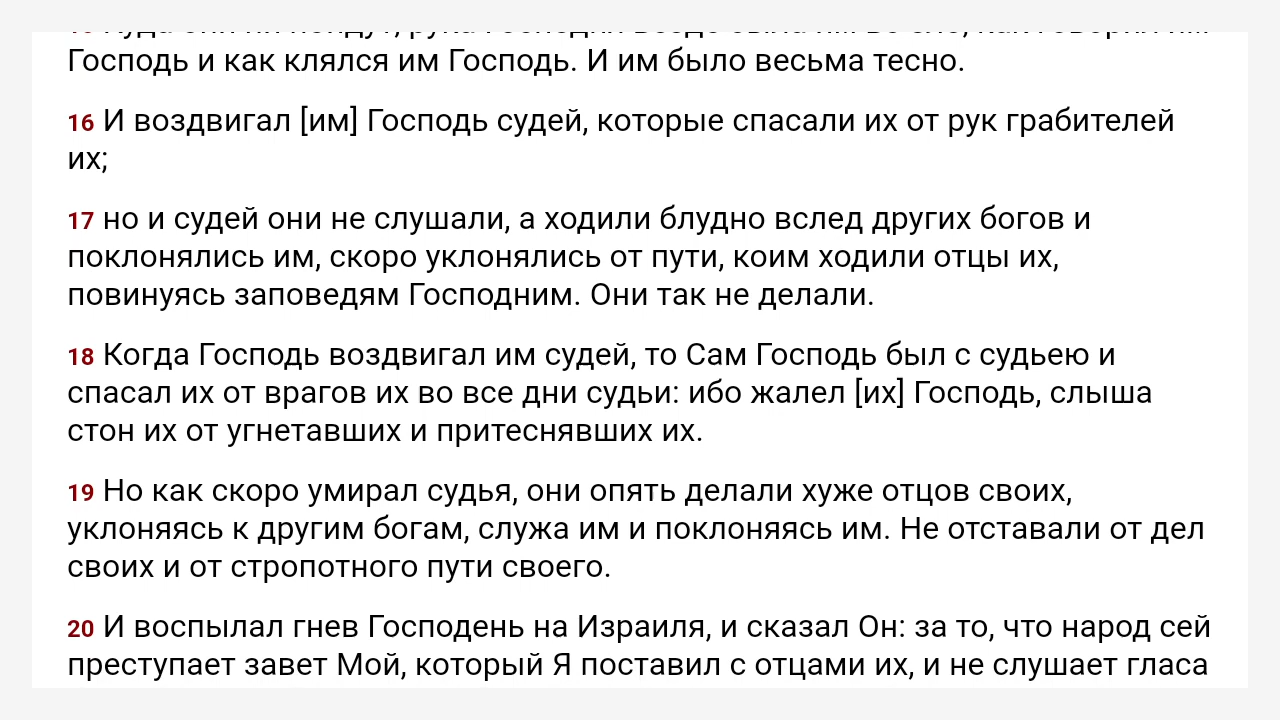 Господь и как клялся им Господь. И им было весьма тесно.
16 И воздвигал [им] Господь судей, которые спасали их от рук грабителей
их;
17 но и судей они не слушали, а ходили блудно вслед других богов и
поклонялись им, скоро уклонялись от пути, коим ходили отцы их,
повинуясь заповедям Господним. Они так не делали.
18 Когда Господь воздвигал им судей, то Сам Господь был с судьею и
спасал их от врагов их во все дни судьи: ибо жалел [их] Господь, слыша
стон их от угнетавших и притеснявших их.
19 Но как скоро умирал судья, они опять делали хуже отцов своих,
уклоняясь к другим богам, служа им и поклоняясь им. Не отставали от дел
своих и от стропотного пути своего.
20 И воспылал гнев Господень на Израиля, и сказал Он: за то, что народ сей
преступает завет Мой, который Я поставил с отцами их, и не слушает гласа